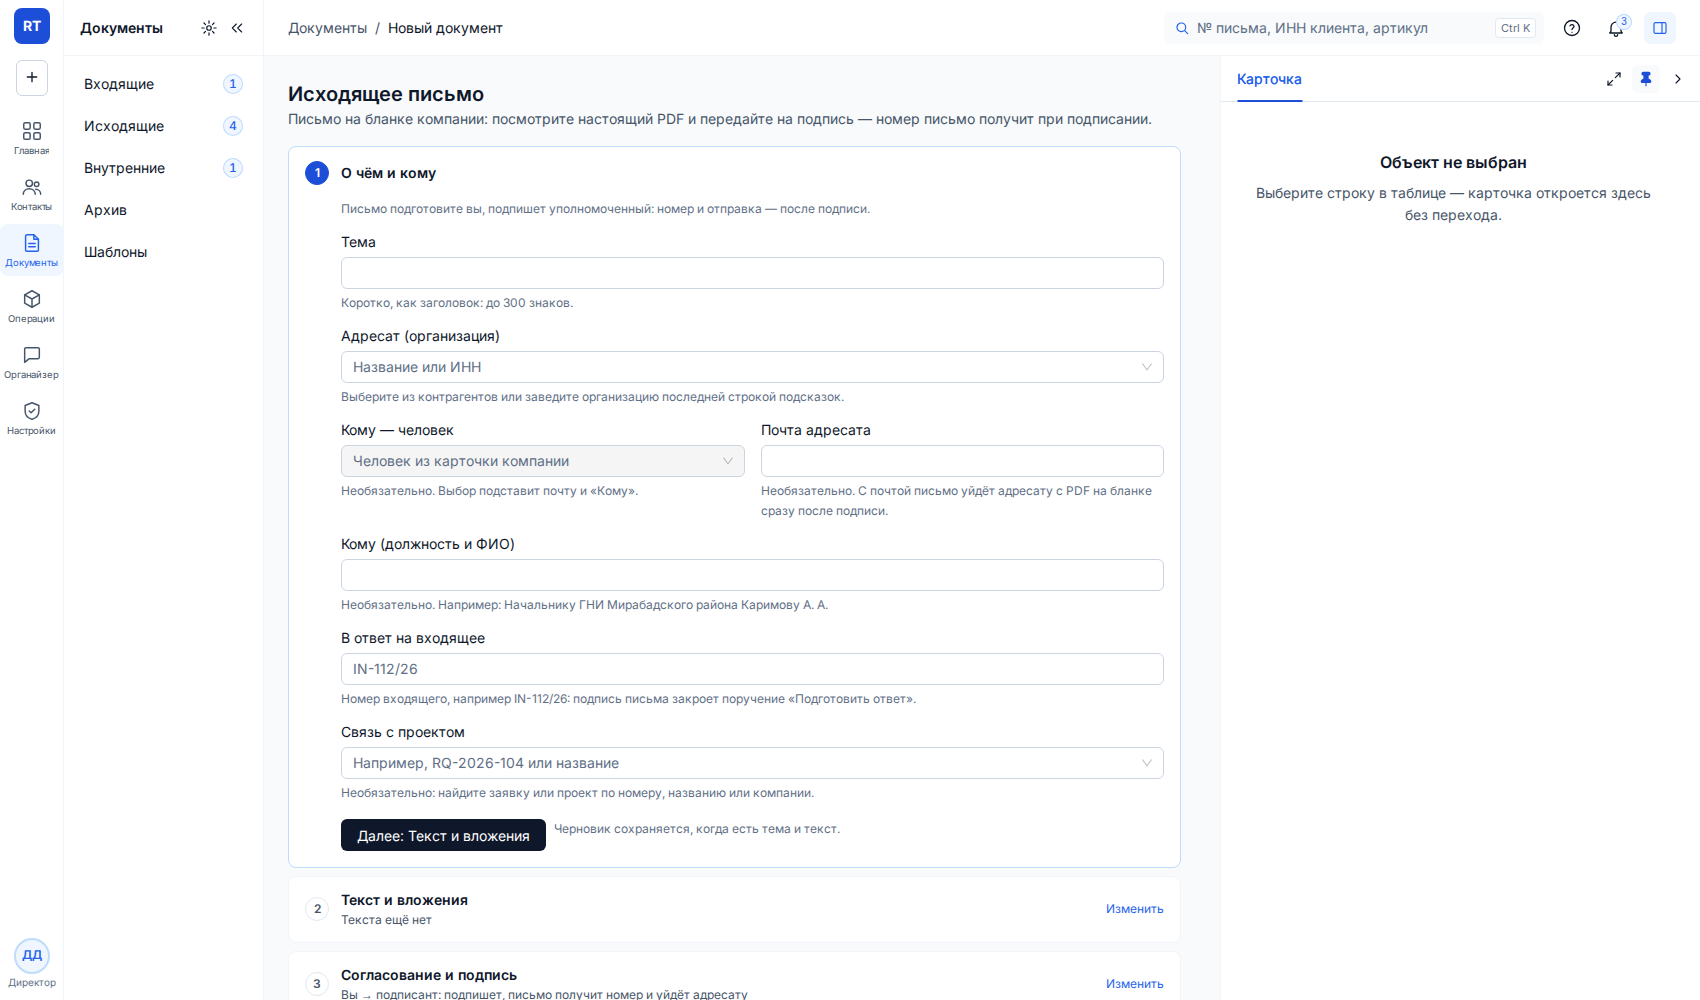 RT
Главная
Контакты
Документы
Операции
Органайзер
Настройки
ДД
Директор
Документы
Входящие 1
Исходящие 4
Внутренние 1
Архив
Шаблоны
Документы / Новый документ
№ письма, ИНН клиента, артикул Ctrl K
3
Исходящее письмо
Письмо на бланке компании: посмотрите настоящий PDF и передайте на подпись — номер письмо получит при подписании.
1 О чём и кому
Письмо подготовите вы, подпишет уполномоченный: номер и отправка — после подписи.
Тема
Коротко, как заголовок: до 300 знаков.
Адресат (организация)
Название или ИНН
Выберите из контрагентов или заведите организацию последней строкой подсказок.
Кому — человек
Человек из карточки компании
Необязательно. Выбор подставит почту и «Кому».
Почта адресата
Необязательно. С почтой письмо уйдёт адресату с PDF на бланке
сразу после подписи.
Кому (должность и ФИО)
Необязательно. Например: Начальнику ГНИ Мирабадского района Каримову А. А.
В ответ на входящее
IN-112/26
Номер входящего, например IN-112/26: подпись письма закроет поручение «Подготовить ответ».
Связь с проектом
Например, RQ-2026-104 или название
Необязательно: найдите заявку или проект по номеру, названию или компании.
Далее: Текст и вложения Черновик сохраняется, когда есть тема и текст.
2 Текст и вложения
Текста ещё нет
Изменить
3 Согласование и подпись
Вы → подписант: подпишет, письмо получит номер и уйдёт адресату
Изменить
Карточка
Объект не выбран
Выберите строку в таблице — карточка откроется здесь
без перехода.